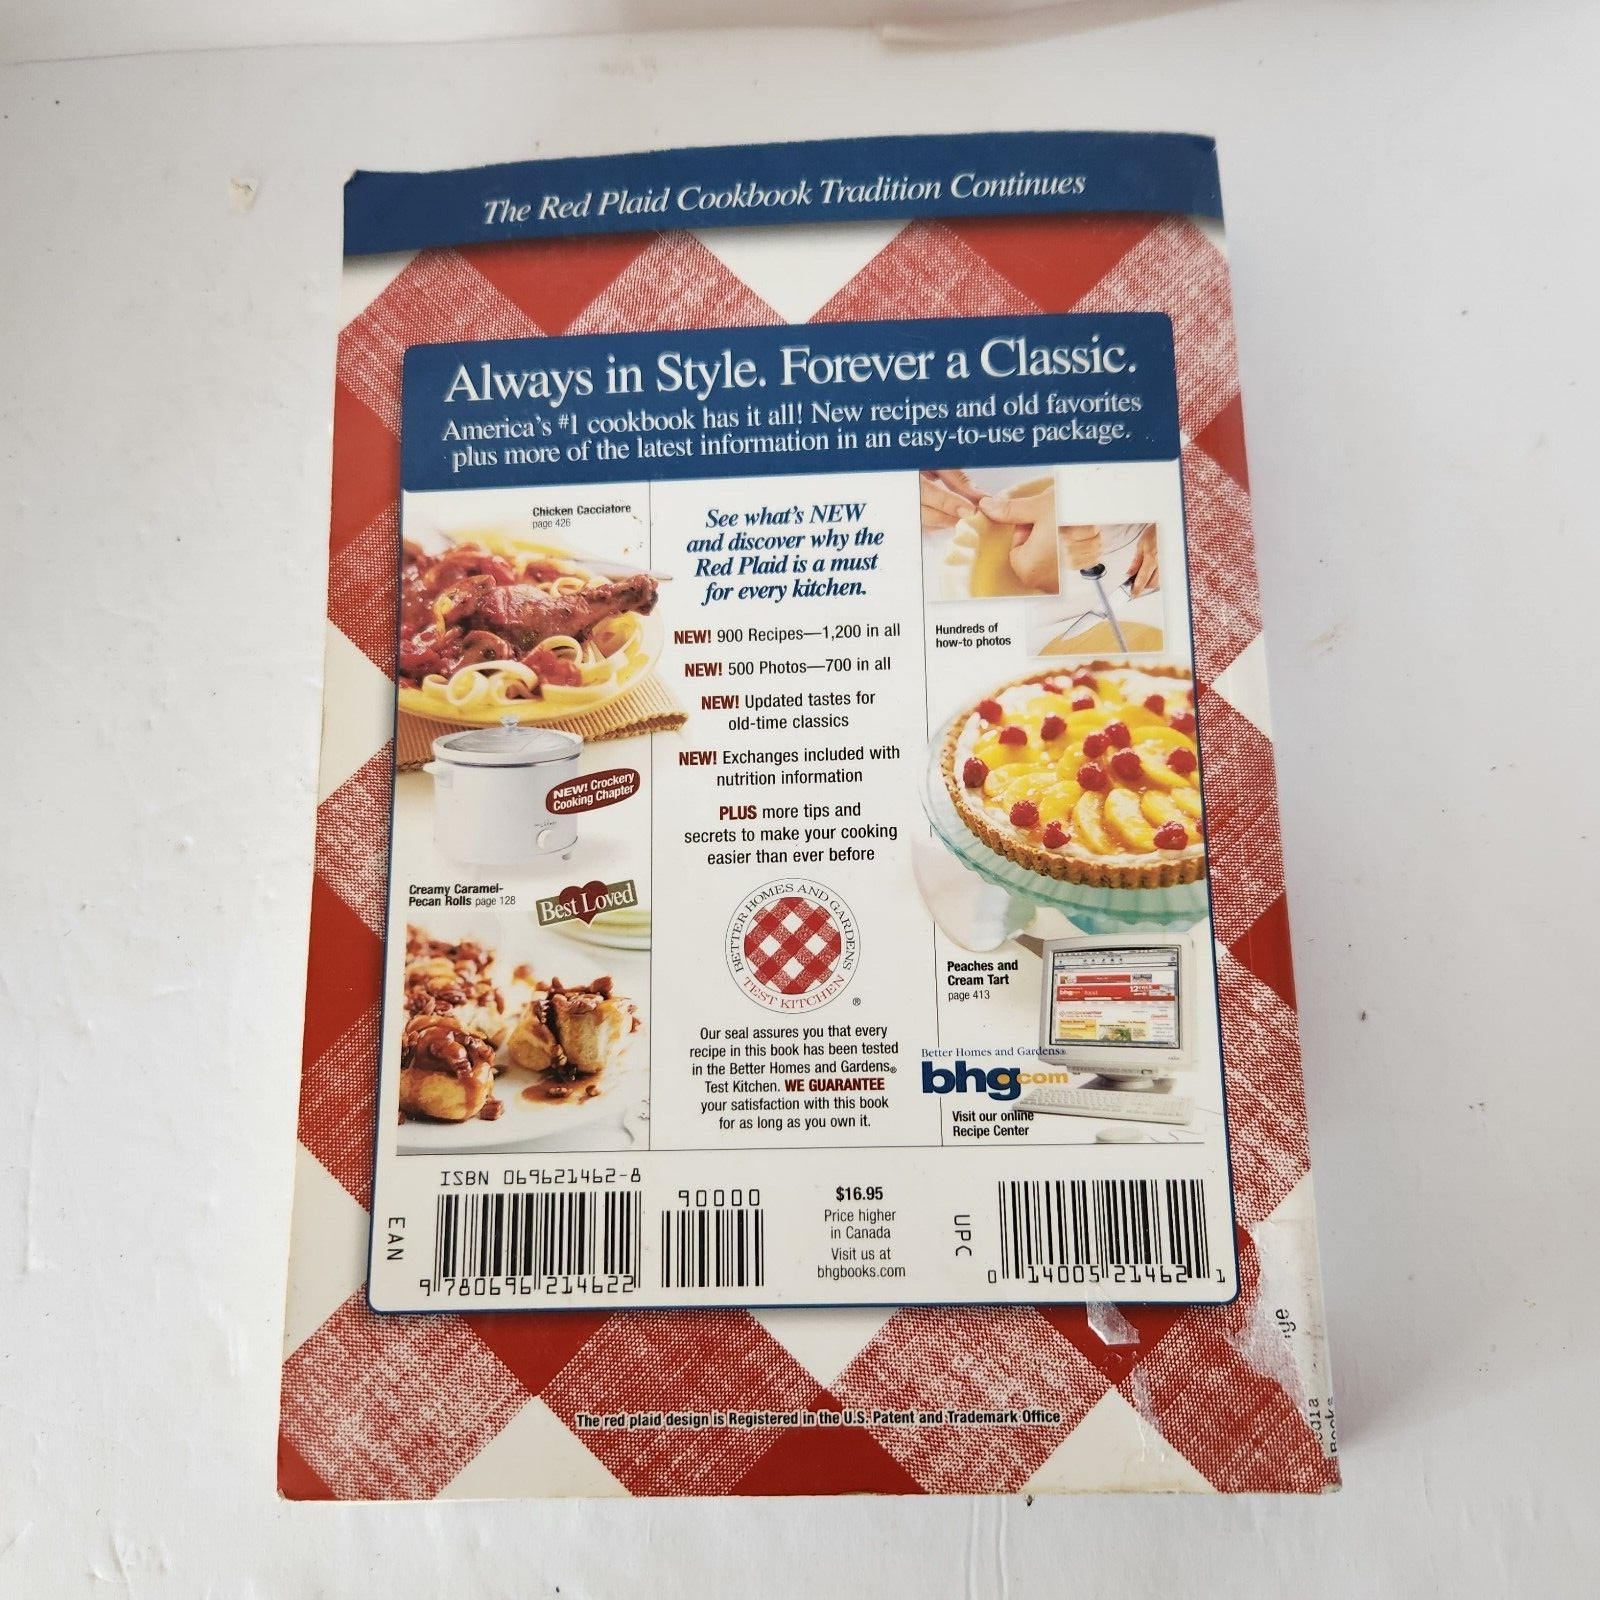 The Red Plaid Cookbook Tradition Continues
Always in Style. Forever a Classic.
America's #1 cookbook has it all! New recipes and old favorites
plus more of the latest information in an easy-to-use package.
Chicken Cacciatore
page 426
NEW! Crockery
Cooking Chapter
Creamy Caramel-
Pecan Rolls page 128
Best Loved
See what's NEW
and discover why the
Red Plaid is a must
for every kitchen.
NEW! 900 Recipes—1,200 in all
NEW! 500 Photos—700 in all
NEW! Updated tastes for
old-time classics
NEW! Exchanges included with
nutrition information
PLUS more tips and
secrets to make your cooking
easier than ever before
BETTER HOMES AND GARDENS
TEST KITCHEN
®
Our seal assures you that every
recipe in this book has been tested
in the Better Homes and Gardens®
Test Kitchen. WE GUARANTEE
your satisfaction with this book
for as long as you own it.
Hundreds of
how-to photos
Peaches and
Cream Tart
page 413
Better Homes and Gardens®
bhg.com
Visit our online
Recipe Center
ISBN 069621462-8
EAN
9 780696 214622
90000
$16.95
Price higher
in Canada
Visit us at
bhgbooks.com
UPC
0 14005 21462 1
The red plaid design is Registered in the U.S. Patent and Trademark Office
Books